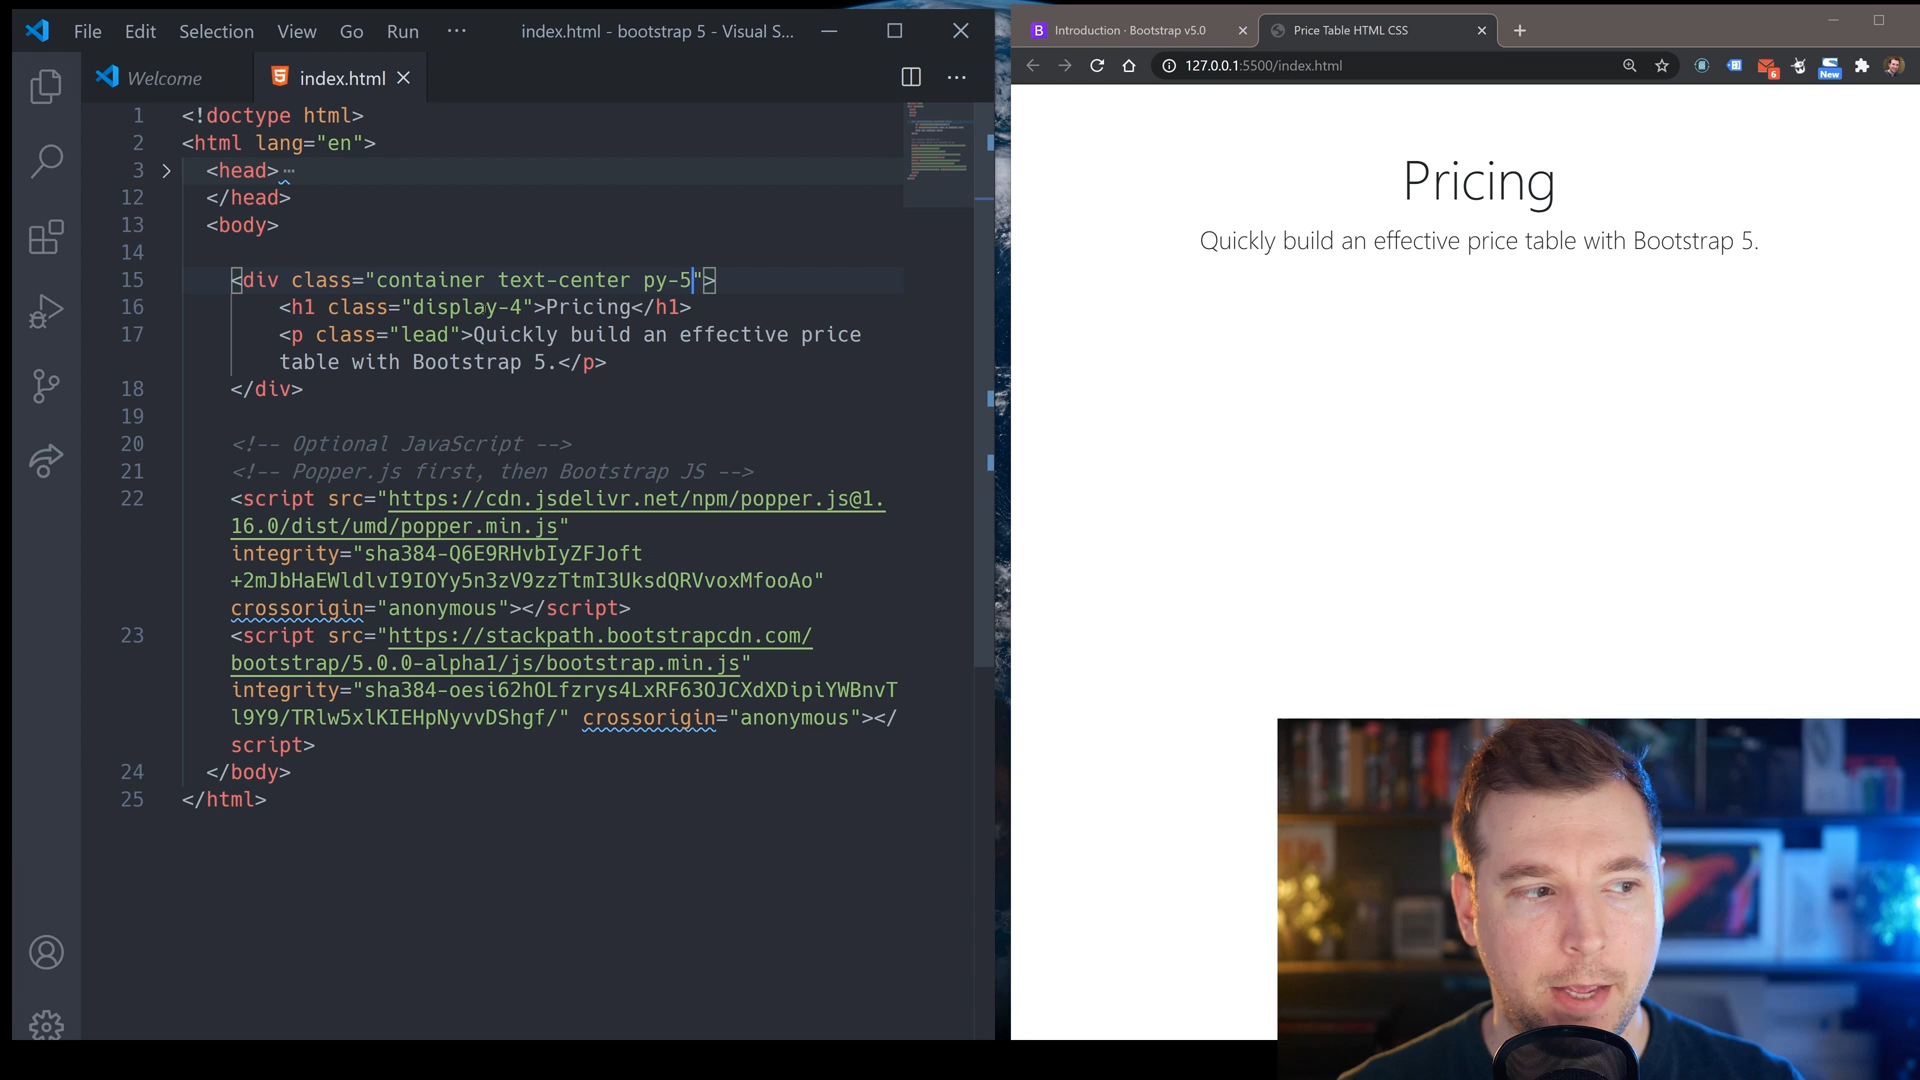 File Edit Selection View Go Run ··· index.html - bootstrap 5 - Visual S...
Welcome index.html
1 <!doctype html>
2 <html lang="en">
3 <head>…
12 </head>
13 <body>
14
15 <div class="container text-center py-5">
16 <h1 class="display-4">Pricing</h1>
17 <p class="lead">Quickly build an effective price
table with Bootstrap 5.</p>
18 </div>
19
20 <!-- Optional JavaScript -->
21 <!-- Popper.js first, then Bootstrap JS -->
22 <script src="https://cdn.jsdelivr.net/npm/popper.js@1.
16.0/dist/umd/popper.min.js"
integrity="sha384-Q6E9RHvbIyZFJoft
+2mJbHaEWldlvI9IOYy5n3zV9zzTtmI3UksdQRVvoxMfooAo"
crossorigin="anonymous"></script>
23 <script src="https://stackpath.bootstrapcdn.com/
bootstrap/5.0.0-alpha1/js/bootstrap.min.js"
integrity="sha384-oesi62hOLfzrys4LxRF63OJCXdXDipiYWBnvT
l9Y9/TRlw5xlKIEHpNyvvDShgf/" crossorigin="anonymous"></
script>
24 </body>
25 </html>
B Introduction · Bootstrap v5.0 Price Table HTML CSS
127.0.0.1:5500/index.html
6
New
Pricing
Quickly build an effective price table with Bootstrap 5.